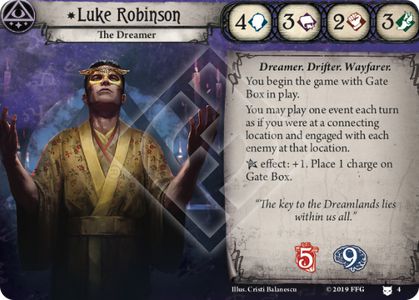 Luke Robinson
The Dreamer
4 3 2 3
Dreamer. Drifter. Wayfarer.
You begin the game with Gate
Box in play.
You may play one event each turn
as if you were at a connecting
location and engaged with each
enemy at that location.
effect: +1. Place 1 charge on
Gate Box.
"The key to the Dreamlands lies
within us all."
5 9
Illus. Cristi Balanescu
© 2019 FFG
4